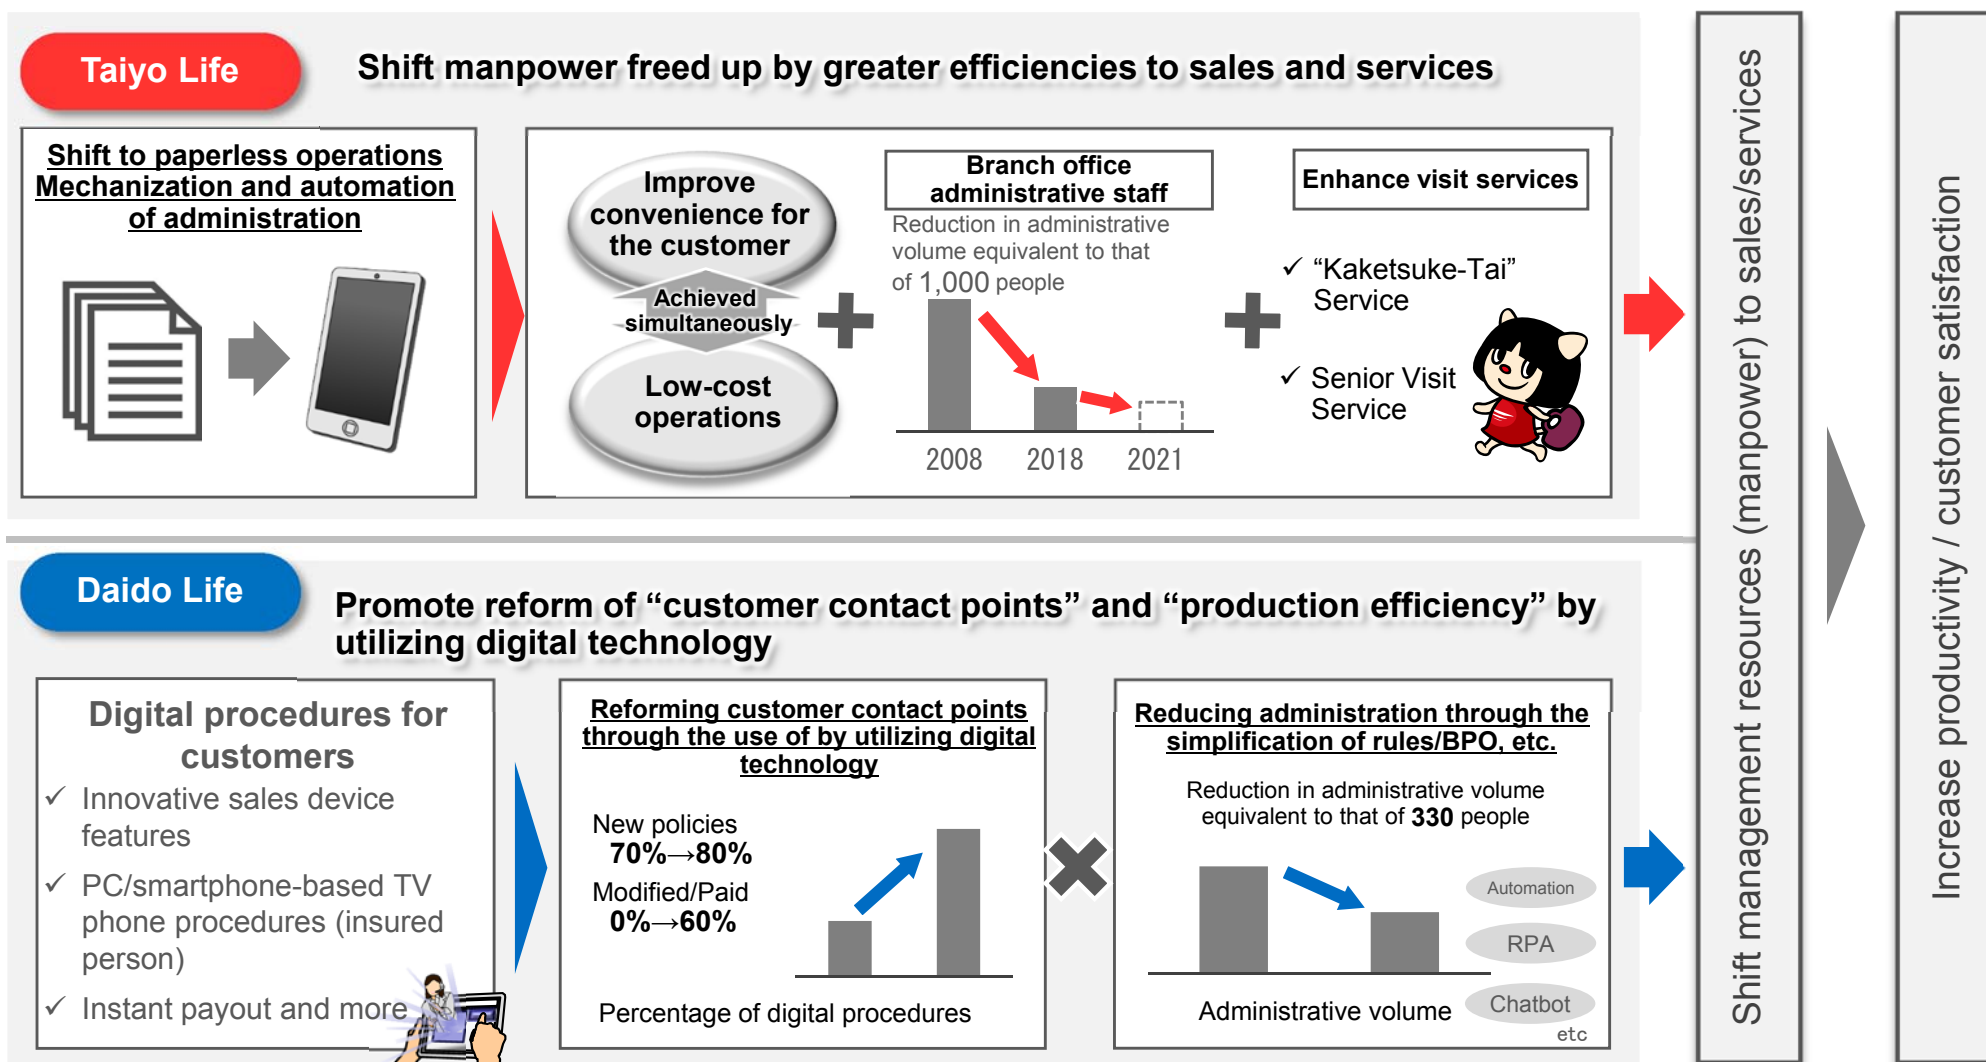 Taiyo Life
Shift manpower freed up by greater efficiencies to sales and services
Shift to paperless operations
Mechanization and automation
of administration
Improve
convenience for
the customer
Achieved
simultaneously
Low-cost
operations
Branch office
administrative staff
Reduction in administrative
volume equivalent to that
of 1,000 people
2008
2018
2021
Enhance visit services
✓ “Kaketsuke-Tai”
Service
✓ Senior Visit
Service
Daido Life
Promote reform of “customer contact points” and “production efficiency” by
utilizing digital technology
Digital procedures for
customers
✓ Innovative sales device
features
✓ PC/smartphone-based TV
phone procedures (insured
person)
✓ Instant payout and more
Reforming customer contact points
through the use of by utilizing digital
technology
New policies
70%→80%
Modified/Paid
0%→60%
Percentage of digital procedures
Reducing administration through the
simplification of rules/BPO, etc.
Reduction in administrative volume
equivalent to that of 330 people
Automation
RPA
Chatbot
etc
Administrative volume
Shift management resources (manpower) to sales/services
Increase productivity / customer satisfaction